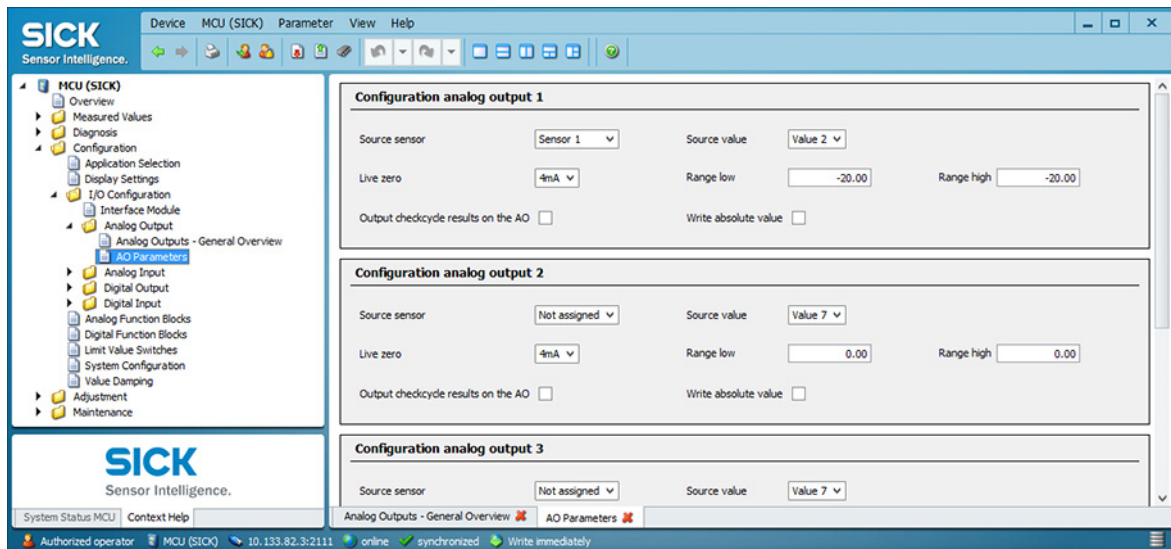 SICK
Sensor Intelligence.
Device MCU (SICK) Parameter View Help
MCU (SICK)
Overview
Measured Values
Diagnosis
Configuration
Application Selection
Display Settings
I/O Configuration
Interface Module
Analog Output
Analog Outputs - General Overview
AO Parameters
Analog Input
Digital Output
Digital Input
Analog Function Blocks
Digital Function Blocks
Limit Value Switches
System Configuration
Value Damping
Adjustment
Maintenance
SICK
Sensor Intelligence.
System Status MCU Context Help
Configuration analog output 1
Source sensor Sensor 1 Source value Value 2
Live zero 4mA Range low -20.00 Range high -20.00
Output checkcycle results on the AO Write absolute value
Configuration analog output 2
Source sensor Not assigned Source value Value 7
Live zero 4mA Range low 0.00 Range high 0.00
Output checkcycle results on the AO Write absolute value
Configuration analog output 3
Source sensor Not assigned Source value Value 7
Analog Outputs - General Overview AO Parameters
Authorized operator MCU (SICK) 10.133.82.3:2111 online synchronized Write immediately